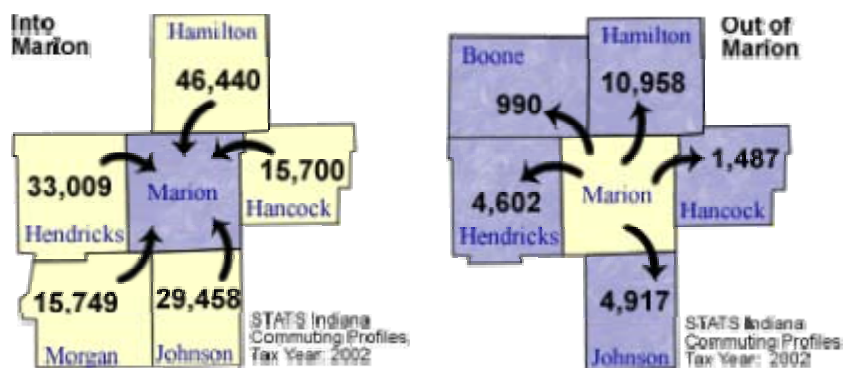 Into
Marion
Hamilton
46,440
33,009
Marion
15,700
Hancock
Hendricks
15,749
29,458
Morgan
Johnson
STATS Indiana
Commuting Profiles,
Tax Year: 2002
Out of
Marion
Boone
Hamilton
990
10,958
1,487
4,602
Marion
Hancock
Hendricks
4,917
Johnson
STATS Indiana
Commuting Profiles
Tax Year: 2002